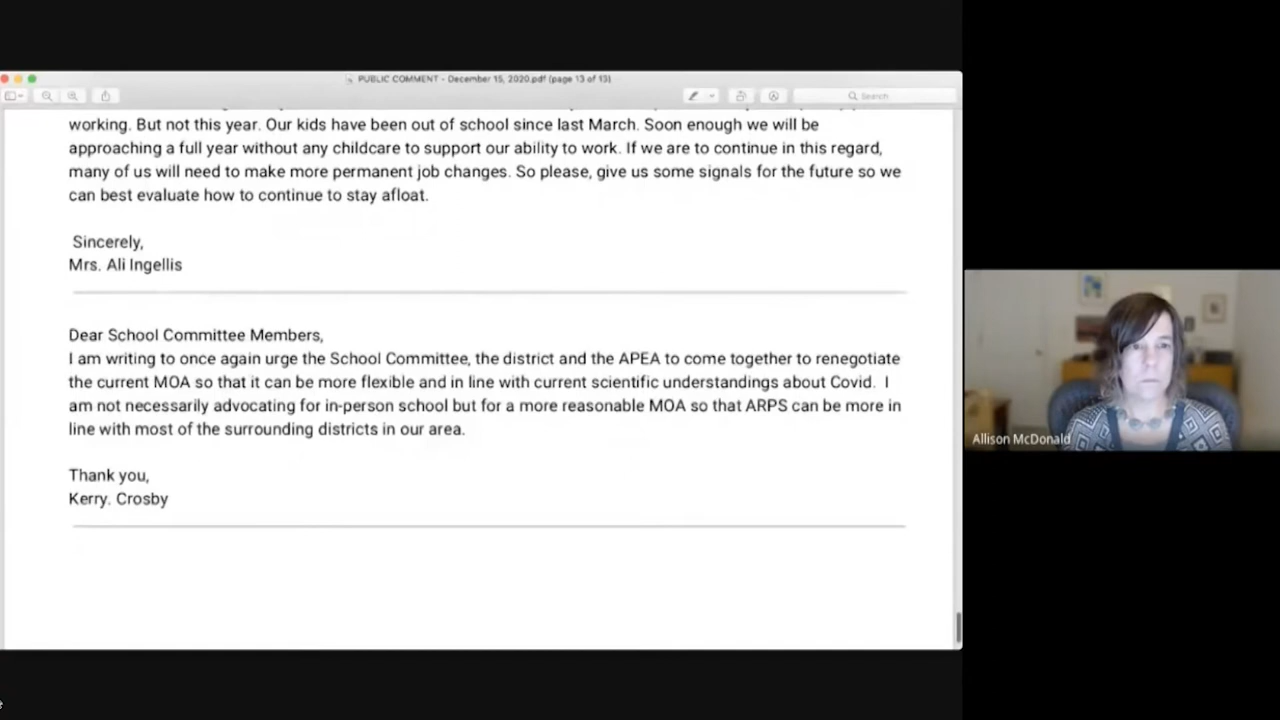 PUBLIC COMMENT - December 15, 2020.pdf (page 13 of 13)
Search
working. But not this year. Our kids have been out of school since last March. Soon enough we will be
approaching a full year without any childcare to support our ability to work. If we are to continue in this regard,
many of us will need to make more permanent job changes. So please, give us some signals for the future so we
can best evaluate how to continue to stay afloat.
Sincerely,
Mrs. Ali Ingellis
Dear School Committee Members,
I am writing to once again urge the School Committee, the district and the APEA to come together to renegotiate
the current MOA so that it can be more flexible and in line with current scientific understandings about Covid. I
am not necessarily advocating for in-person school but for a more reasonable MOA so that ARPS can be more in
line with most of the surrounding districts in our area.
Thank you,
Kerry. Crosby
Allison McDonald